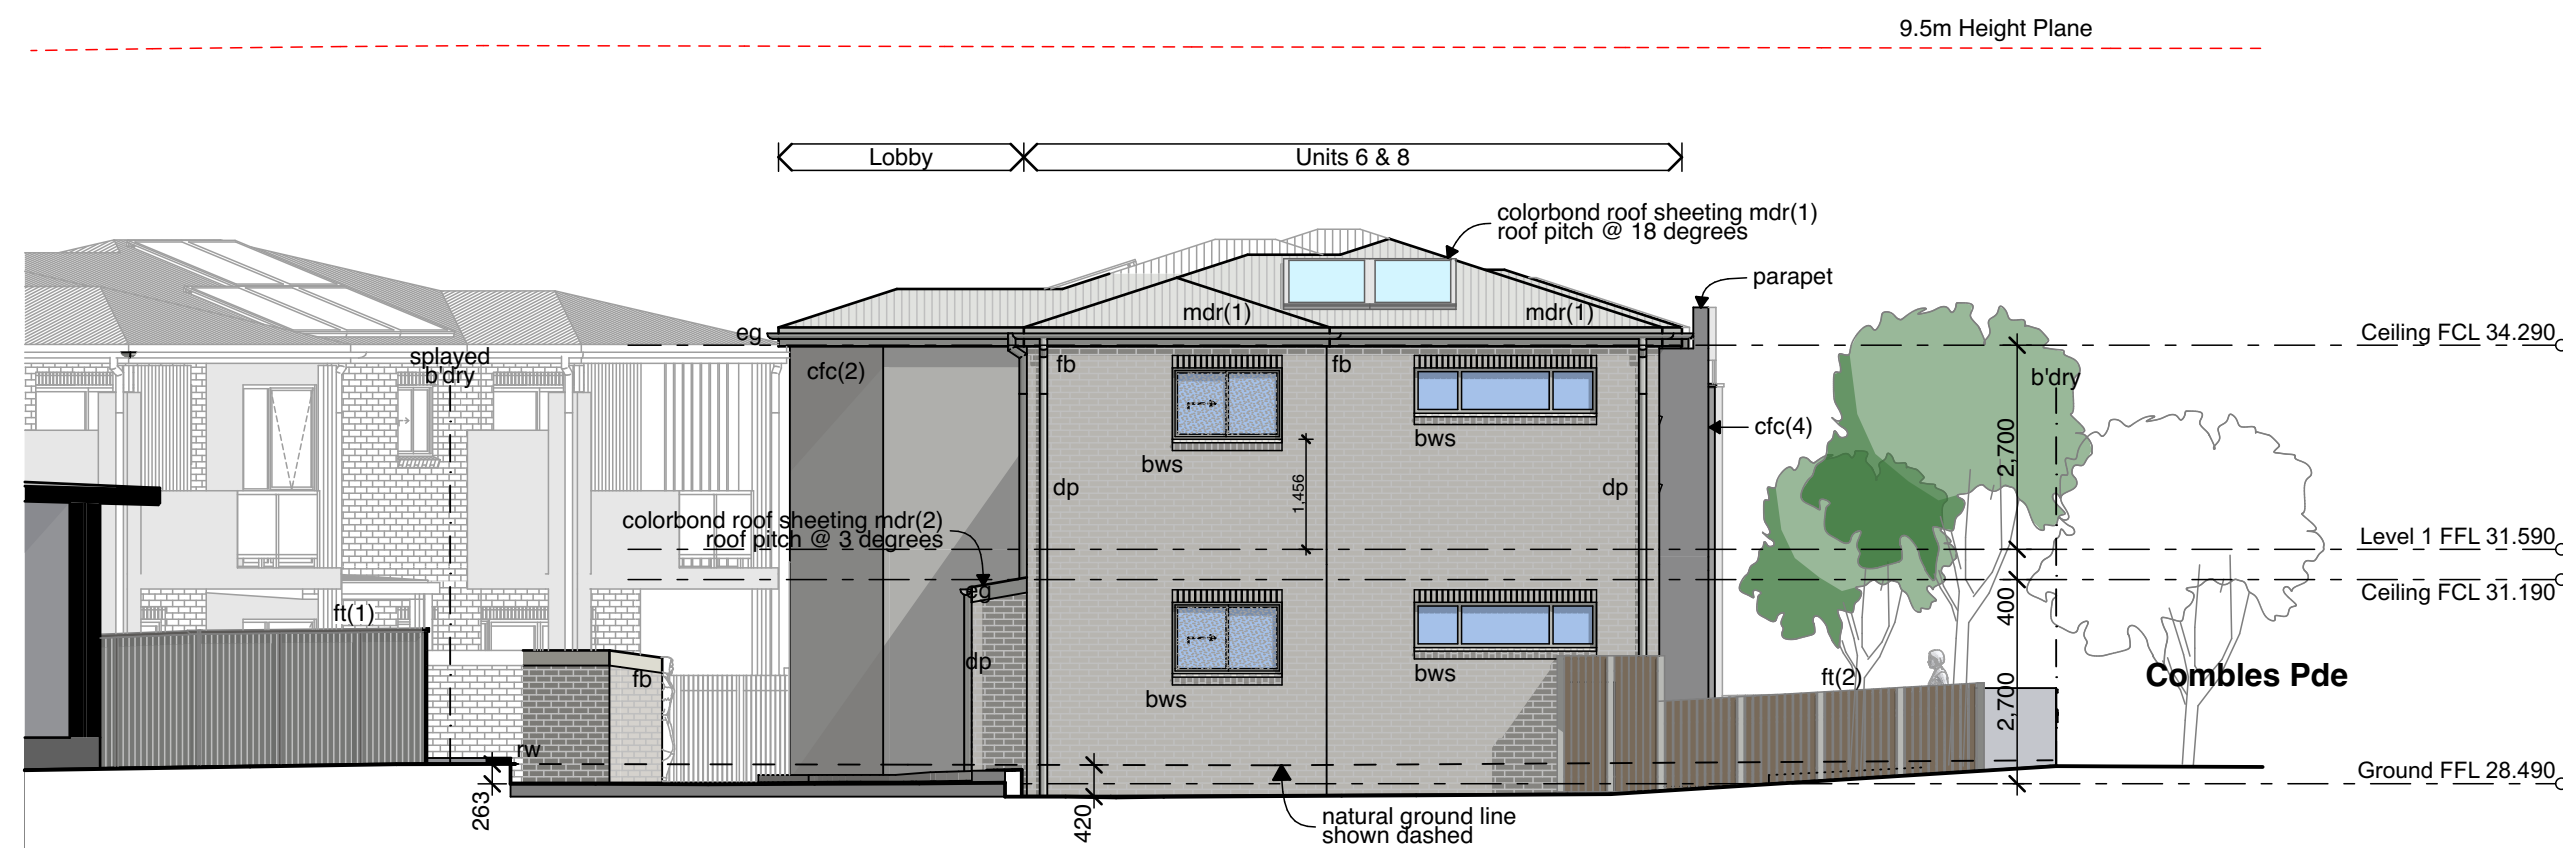 9.5m Height Plane
Lobby
Units 6 & 8
colorbond roof sheeting mdr(1)
roof pitch @ 18 degrees
parapet
mdr(1)
mdr(1)
eg
Ceiling FCL 34.290
splayed
b'dry
cfc(2)
fb
fb
b'dry
cfc(4)
bws
bws
2,700
dp
1,456
dp
colorbond roof sheeting mdr(2)
roof pitch @ 3 degrees
Level 1 FFL 31.590
eg
Ceiling FCL 31.190
400
ft(1)
dp
fb
bws
bws
ft(2)
Combles Pde
2,700
rw
Ground FFL 28.490
263
420
natural ground line
shown dashed